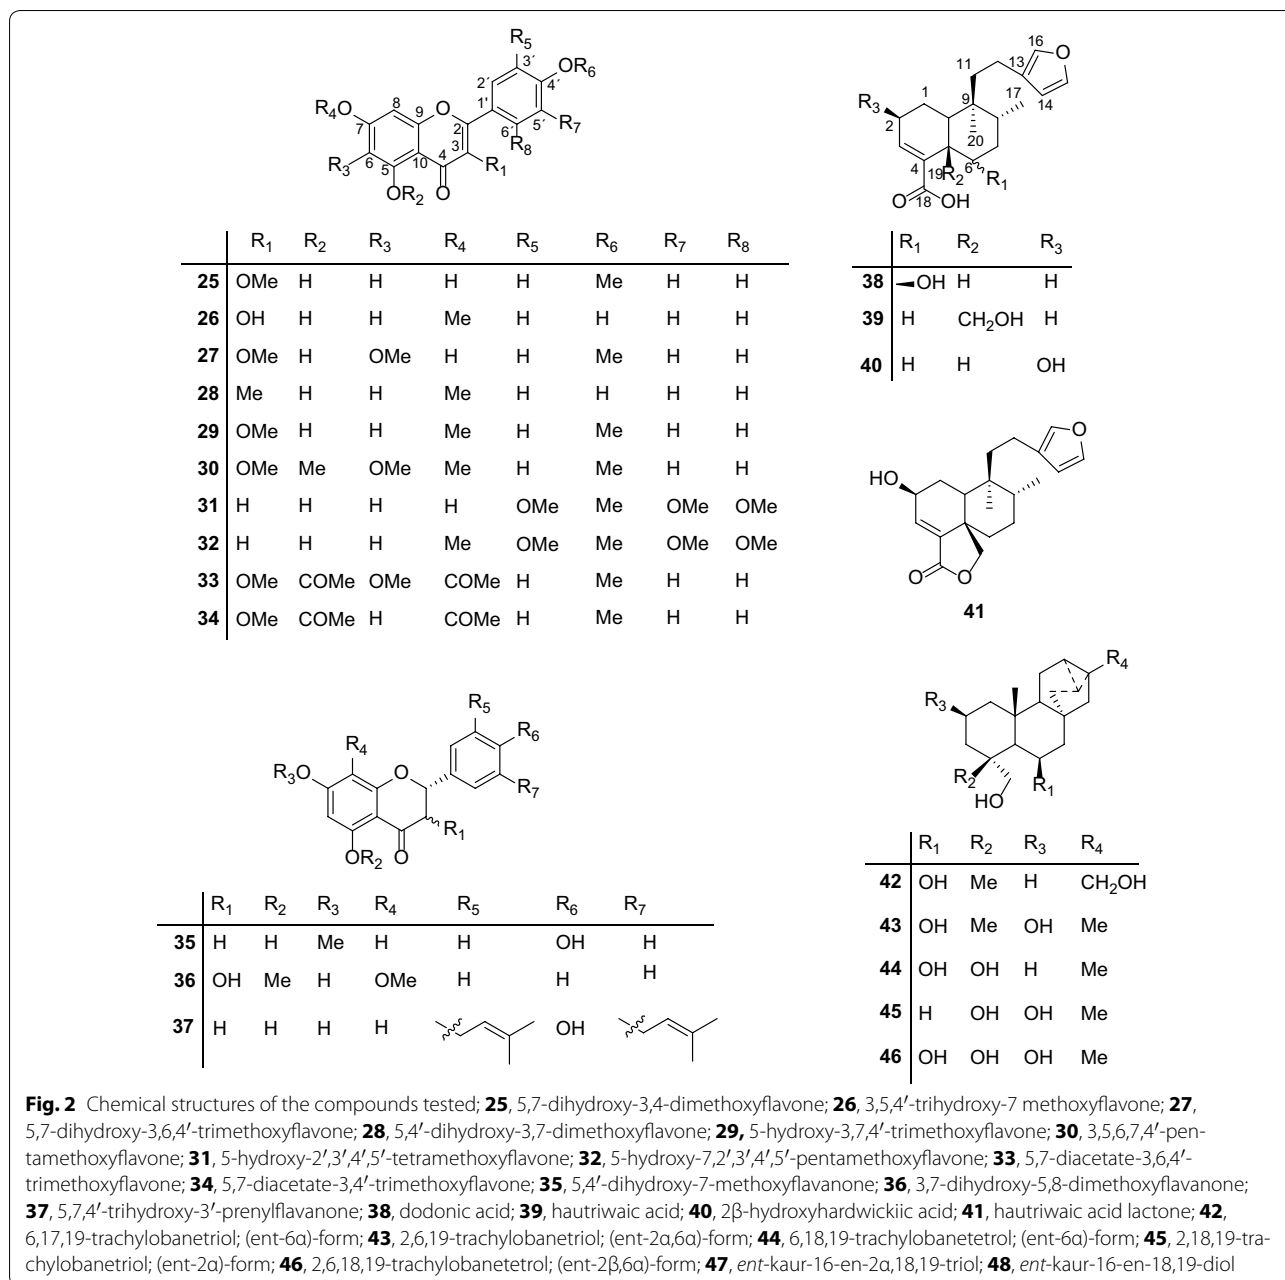 R5
3′
OR6
2′
4′
R4O
8
O
1'
9
5′
R7
7
2
6′
R8
6
3
R3
5
10
4
R1
OR2
O
R1 R2 R3 R4 R5 R6 R7 R8
25 OMe H H H H Me H H
26 OH H H Me H H H H
27 OMe H OMe H H Me H H
28 Me H H Me H H H H
29 OMe H H Me H Me H H
30 OMe Me OMe Me H Me H H
31 H H H H OMe Me OMe OMe
32 H H H Me OMe Me OMe OMe
33 OMe COMe OMe COMe H Me H H
34 OMe COMe H COMe H Me H H
16
O
11
13
1
17
14
R3
9
2
20
4
19
R2
6
R1
O
18
OH
R1 R2 R3
38 OH H H
39 H CH2OH H
40 H H OH
O
HO
O
O
41
R5
R4
R6
R3O
O
R7
R1
OR2
O
R1 R2 R3 R4 R5 R6 R7
35 H H Me H H OH H
36 OH Me H OMe H H H
37 H H H H OH
R4
R3
R2
R1
HO
R1 R2 R3 R4
42 OH Me H CH2OH
43 OH Me OH Me
44 OH OH H Me
45 H OH OH Me
46 OH OH OH Me
Fig. 2 Chemical structures of the compounds tested; 25, 5,7-dihydroxy-3,4-dimethoxyflavone; 26, 3,5,4′-trihydroxy-7 methoxyflavone; 27,
5,7-dihydroxy-3,6,4′-trimethoxyflavone; 28, 5,4′-dihydroxy-3,7-dimethoxyflavone; 29, 5-hydroxy-3,7,4′-trimethoxyflavone; 30, 3,5,6,7,4′-pen-
tamethoxyflavone; 31, 5-hydroxy-2′,3′,4′,5′-tetramethoxyflavone; 32, 5-hydroxy-7,2′,3′,4′,5′-pentamethoxyflavone; 33, 5,7-diacetate-3,6,4′-
trimethoxyflavone; 34, 5,7-diacetate-3,4′-trimethoxyflavone; 35, 5,4′-dihydroxy-7-methoxyflavanone; 36, 3,7-dihydroxy-5,8-dimethoxyflavanone;
37, 5,7,4′-trihydroxy-3′-prenylflavanone; 38, dodonic acid; 39, hautriwaic acid; 40, 2β-hydroxyhardwickiic acid; 41, hautriwaic acid lactone; 42,
6,17,19-trachylobanetriol; (ent-6α)-form; 43, 2,6,19-trachylobanetriol; (ent-2α,6α)-form; 44, 6,18,19-trachylobanetetrol; (ent-6α)-form; 45, 2,18,19-tra-
chylobanetriol; (ent-2α)-form; 46, 2,6,18,19-trachylobanetetrol; (ent-2β,6α)-form; 47, ent-kaur-16-en-2α,18,19-triol; 48, ent-kaur-16-en-18,19-diol